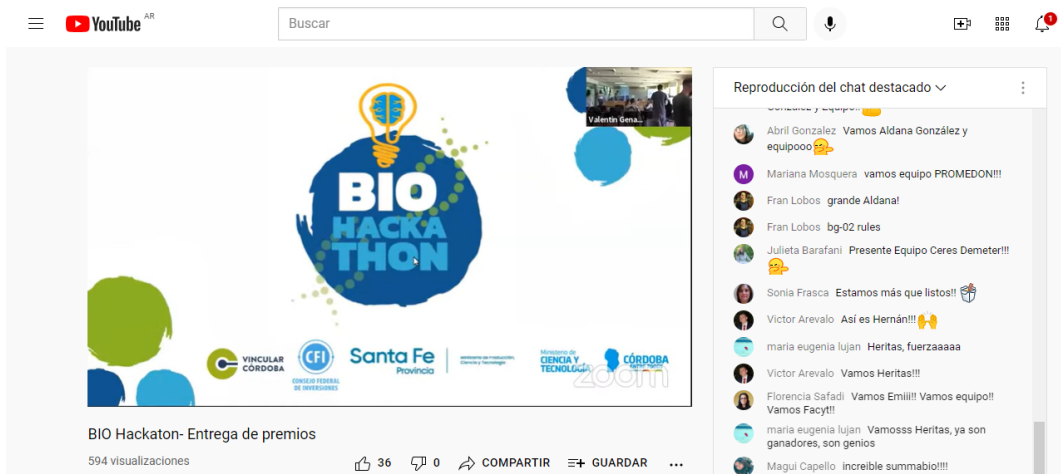 YouTube AR
Buscar
1
Valentín Gena...
BIO
HACKA
THON
VINCULAR
CÓRDOBA
CFI
CONSEJO FEDERAL
DE INVERSIONES
Santa Fe
Provincia
Ministerio de
CIENCIA Y
TECNOLOGÍA
CÓRDOBA
zoom
BIO Hackaton- Entrega de premios
594 visualizaciones
36
0
COMPARTIR
GUARDAR
Reproducción del chat destacado
González y Equipo!!
Abril Gonzalez Vamos Aldana González y
equipooo
M Mariana Mosquera vamos equipo PROMEDON!!!
Fran Lobos grande Aldana!
Fran Lobos bg-02 rules
Julieta Barafani Presente Equipo Ceres Demeter!!!
Sonia Frasca Estamos más que listos!!
Victor Arevalo Así es Hernán!!!
maria eugenia lujan Heritas, fuerzaaaaa
Victor Arevalo Vamos Heritas!!!
Florencia Safadi Vamos Emiii!! Vamos equipo!!
Vamos Facyt!!
maria eugenia lujan Vamosss Heritas, ya son
ganadores, son genios
Magui Capello increible summabio!!!!